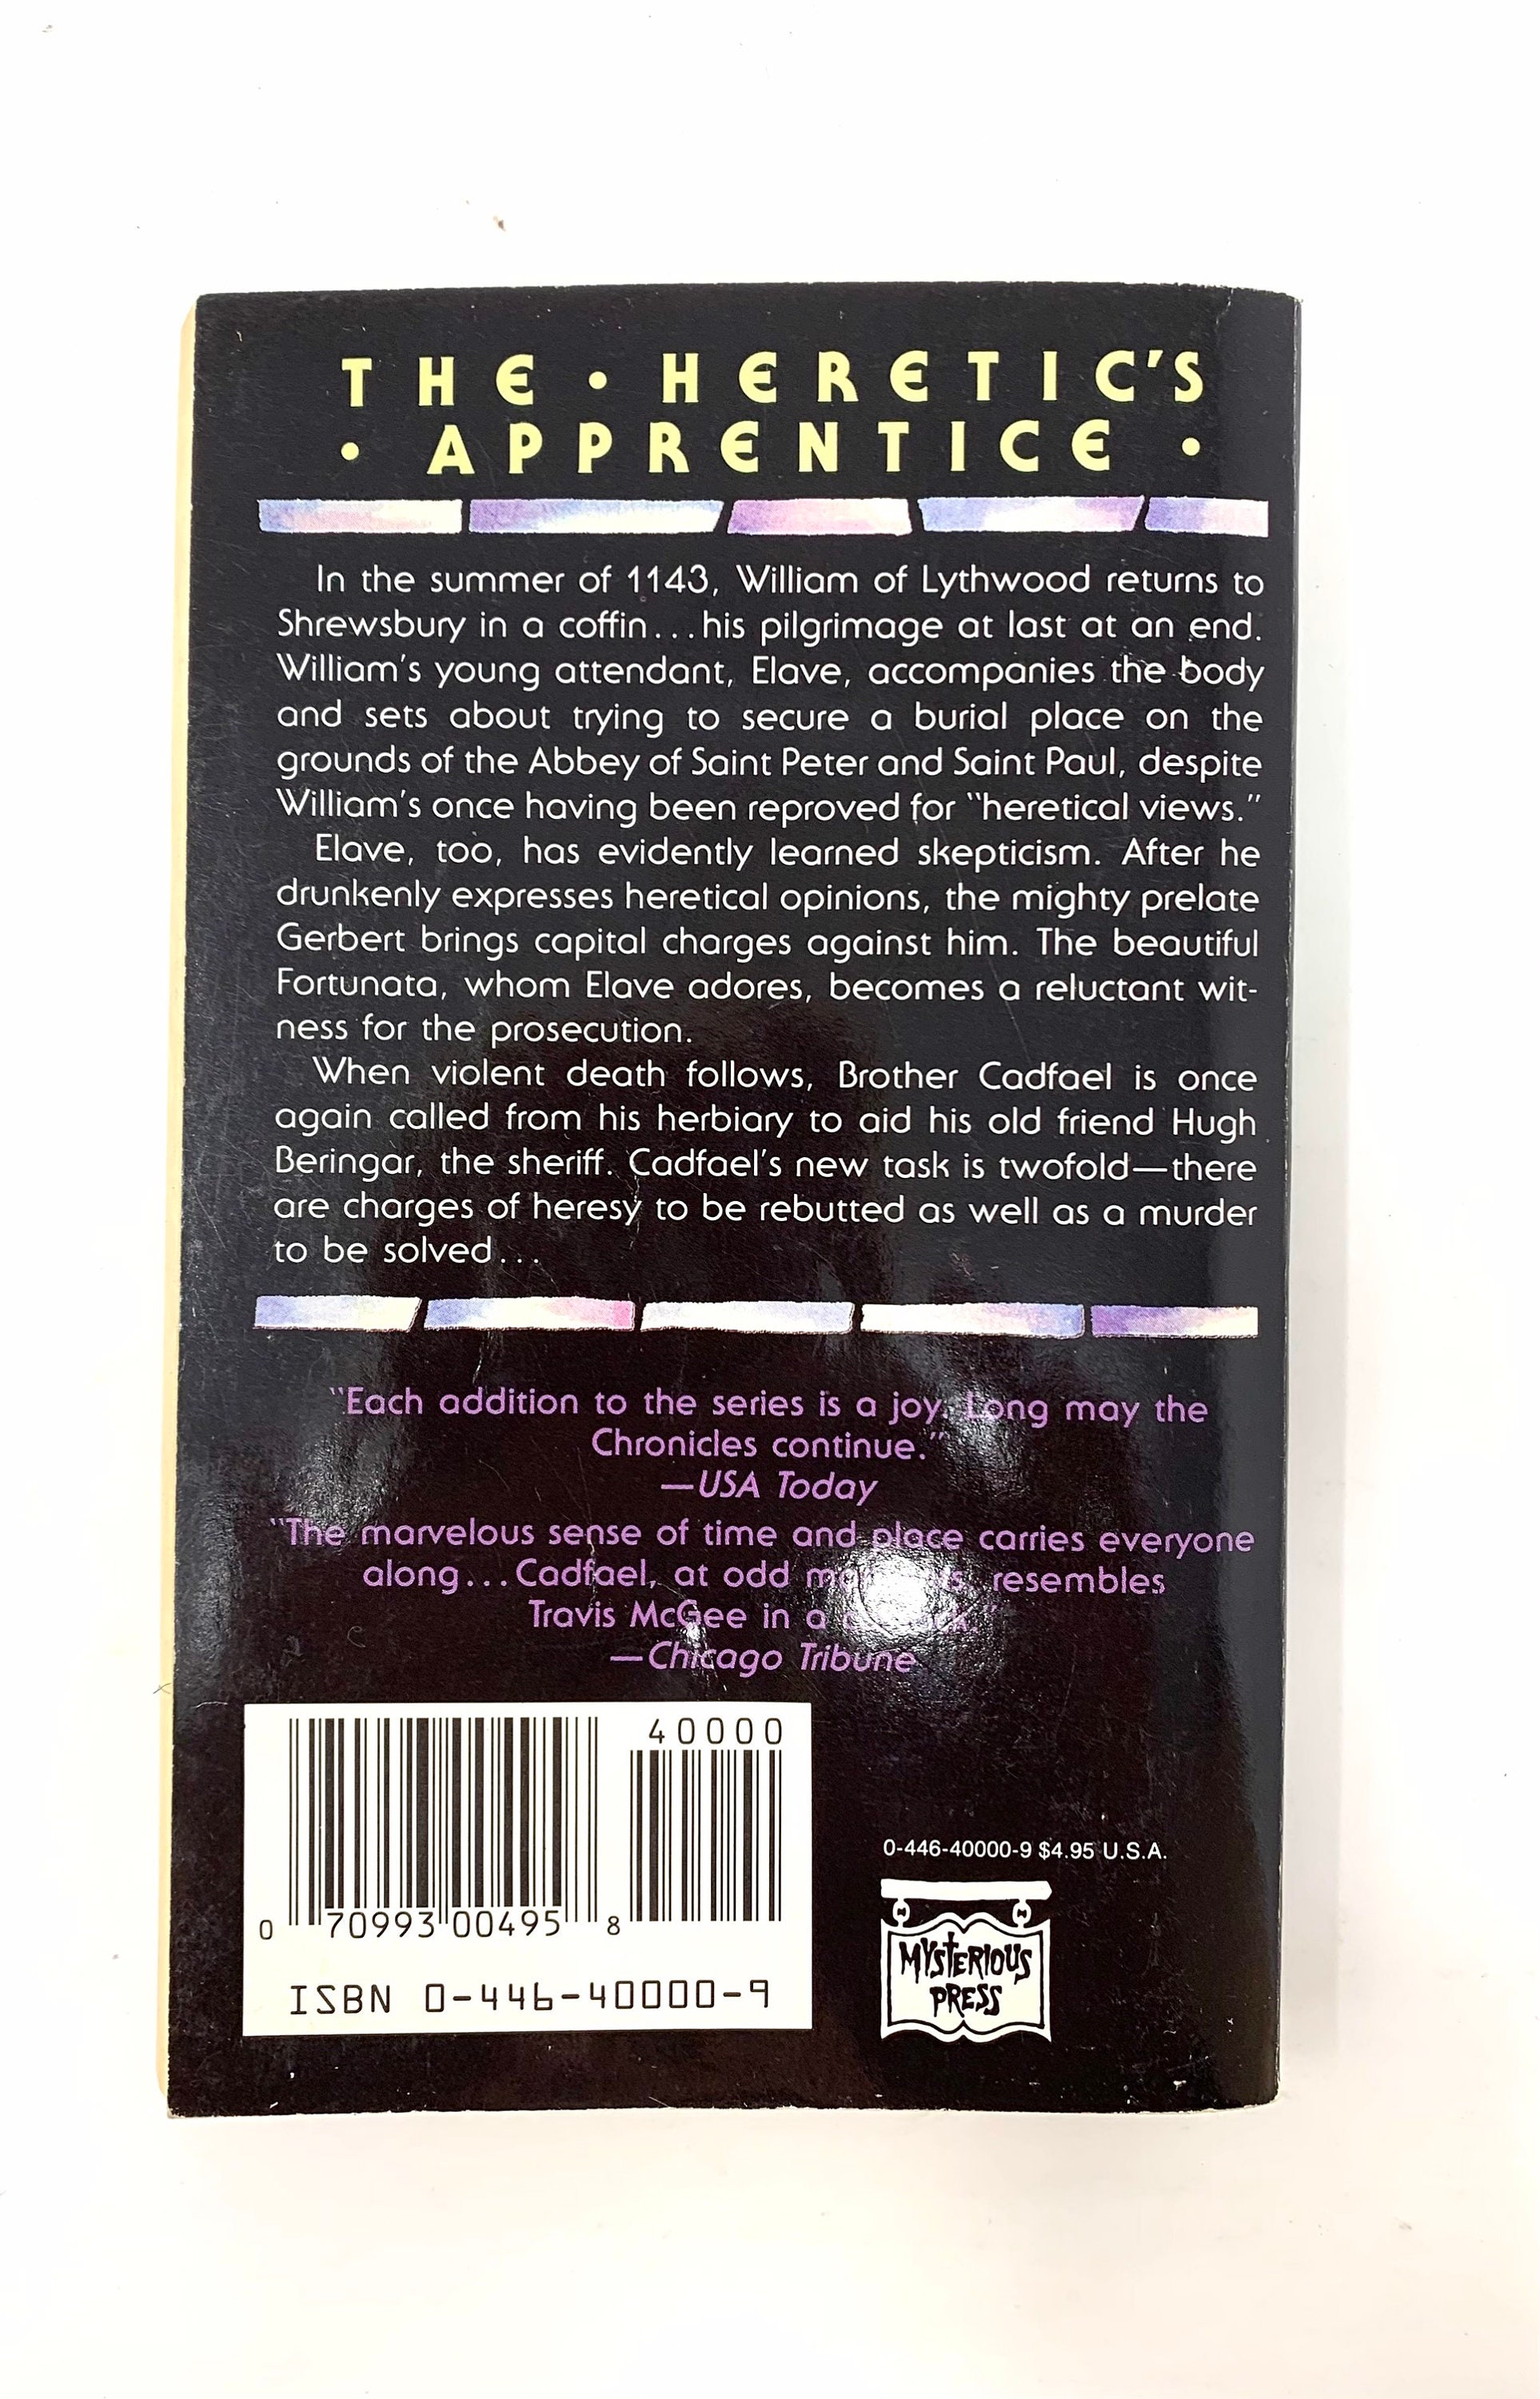 THE • HERETIC'S
• APPRENTICE •
In the summer of 1143, William of Lythwood returns to
Shrewsbury in a coffin...his pilgrimage at last at an end.
William's young attendant, Elave, accompanies the body
and sets about trying to secure a burial place on the
grounds of the Abbey of Saint Peter and Saint Paul, despite
William's once having been reproved for "heretical views."
Elave, too, has evidently learned skepticism. After he
drunkenly expresses heretical opinions, the mighty prelate
Gerbert brings capital charges against him. The beautiful
Fortunata, whom Elave adores, becomes a reluctant wit-
ness for the prosecution.
When violent death follows, Brother Cadfael is once
again called from his herbiary to aid his old friend Hugh
Beringar, the sheriff. Cadfael's new task is twofold—there
are charges of heresy to be rebutted as well as a murder
to be solved...
"Each addition to the series is a joy. Long may the
Chronicles continue."
—USA Today
"The marvelous sense of time and place carries everyone
along...Cadfael, at odd resembles
Travis McGee in a
—Chicago Tribune
40000
0 70993 00495 8
ISBN 0-446-40000-9
0-446-40000-9 $4.95 U.S.A.
MYSTERIOUS
PRESS